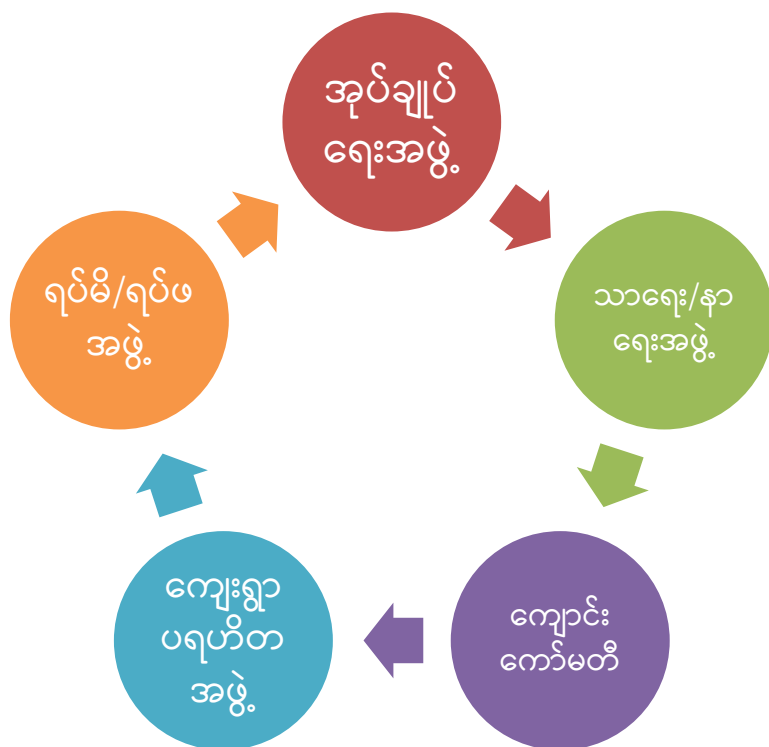 အုပ်ချုပ်
ရေးအဖွဲ့
သာရေး/နာ
ရေးအဖွဲ့
ကျောင်း
ကော်မတီ
ကျေးရွာ
ပရဟိတ
အဖွဲ့
ရပ်မိ/ရပ်ဖ
အဖွဲ့